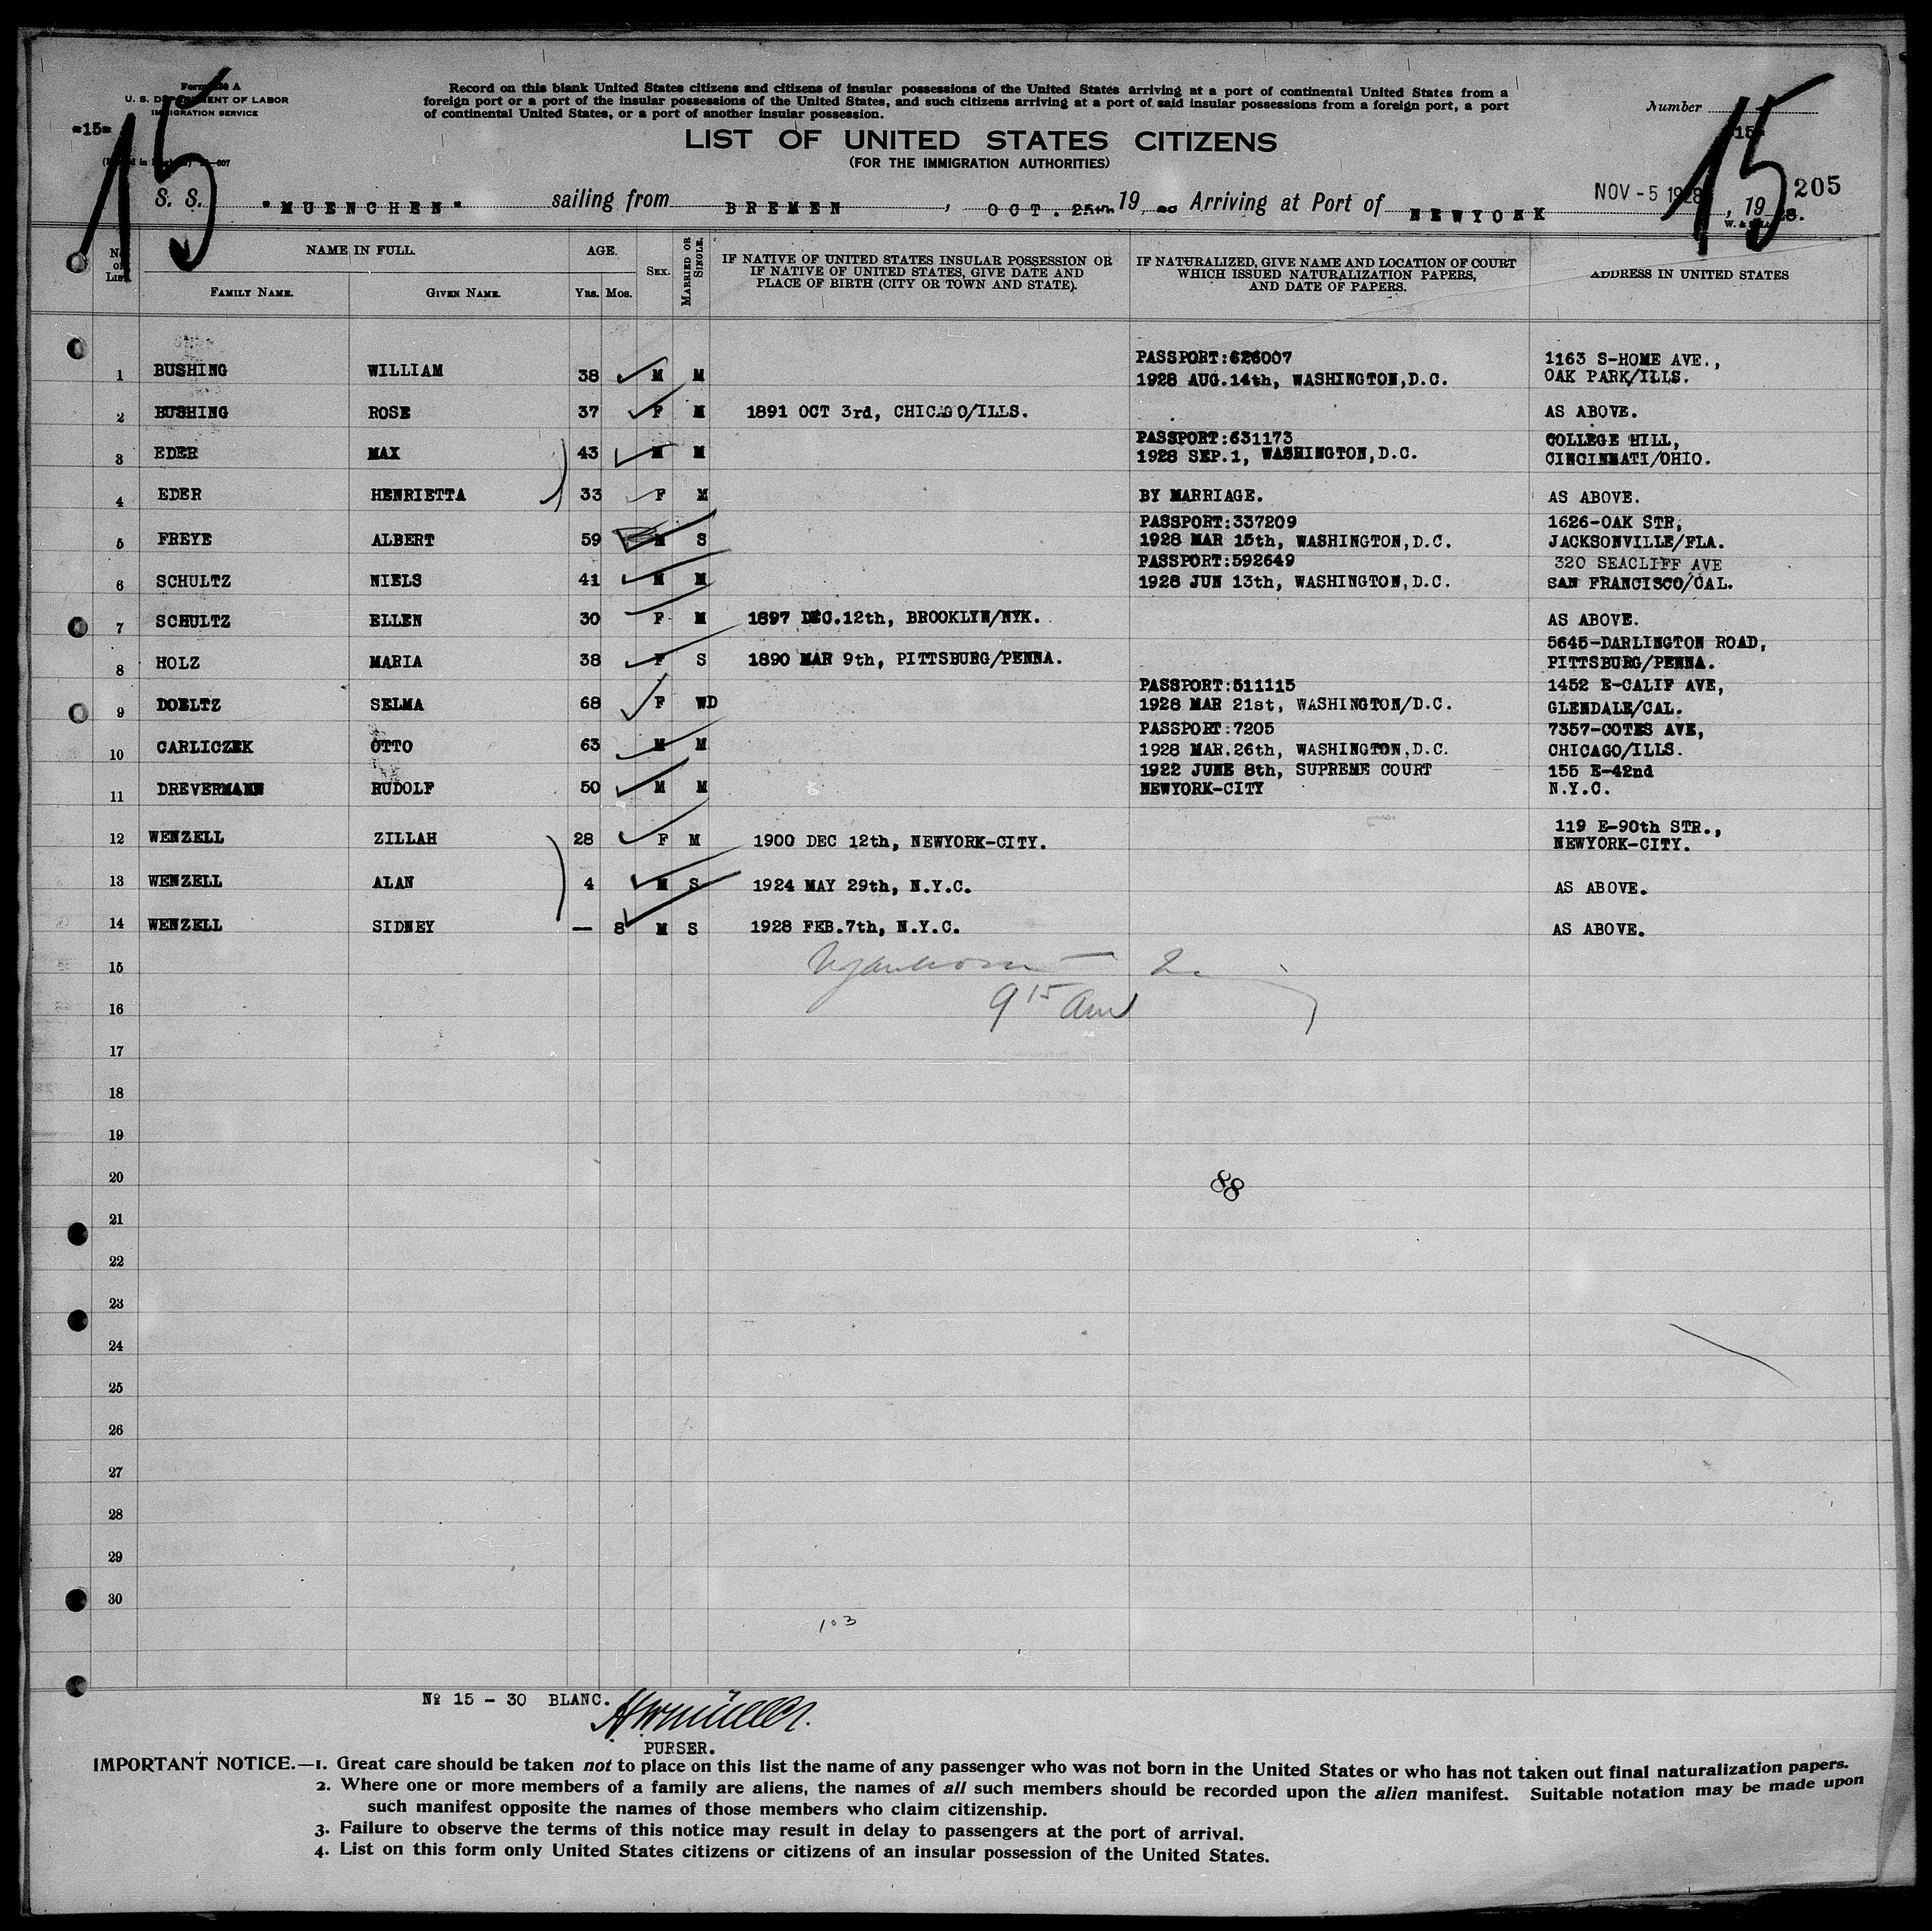 Form 630 A
U. S. DEPARTMENT OF LABOR
IMMIGRATION SERVICE
=15=
Record on this blank United States citizens and citizens of insular possessions of the United States arriving at a port of continental United States from a
foreign port or a port of the insular possessions of the United States, and such citizens arriving at a port of said insular possessions from a foreign port, a port
of continental United States, or a port of another insular possession.
Number
15
15
15
LIST OF UNITED STATES CITIZENS
(FOR THE IMMIGRATION AUTHORITIES)
S. S. "MUENCHEN" sailing from BREMEN, OCT. 25th 19 Arriving at Port of NEWYORK NOV -5 1928, 1928. 205
No. on List
NAME IN FULL. AGE. SEX. MARRIED OR SINGLE.
FAMILY NAME. GIVEN NAME. YRS. MOS.
IF NATIVE OF UNITED STATES INSULAR POSSESSION OR
IF NATIVE OF UNITED STATES, GIVE DATE AND
PLACE OF BIRTH (CITY OR TOWN AND STATE).
IF NATURALIZED, GIVE NAME AND LOCATION OF COURT
WHICH ISSUED NATURALIZATION PAPERS,
AND DATE OF PAPERS.
ADDRESS IN UNITED STATES
PASSPORT:626007 1163 S-HOME AVE.,
1 BUSHING WILLIAM 38 M M 1928 AUG.14th, WASHINGTON,D.C. OAK PARK/ILLS.
2 BUSHING ROSE 37 F M 1891 OCT 3rd, CHICAGO/ILLS. AS ABOVE.
PASSPORT:631173 COLLEGE HILL,
3 EDER MAX 43 M M 1928 SEP.1, WASHINGTON,D.C. CINCINNATI/OHIO.
4 EDER HENRIETTA 33 F M BY MARRIAGE. AS ABOVE.
PASSPORT:337209 1626-OAK STR,
5 FREYE ALBERT 59 M S 1928 MAR 15th, WASHINGTON,D.C. JACKSONVILLE/FLA.
PASSPORT:592649 320 SEACLIFF AVE
6 SCHULTZ NIELS 41 M M 1928 JUN 13th, WASHINGTON,D.C. SAN FRANCISCO/CAL.
7 SCHULTZ ELLEN 30 F M 1897 DEC.12th, BROOKLYN/NYK. AS ABOVE.
5645-DARLINGTON ROAD,
8 HOLZ MARIA 38 F S 1890 MAR 9th, PITTSBURG/PENNA. PITTSBURG/PENNA.
PASSPORT:511115 1452 E-CALIF AVE,
9 DOELTZ SELMA 68 F WD 1928 MAR 21st, WASHINGTON/D.C. GLENDALE/CAL.
PASSPORT:7205 7357-COTES AVE,
10 CARLICZEK OTTO 63 M M 1928 MAR.26th, WASHINGTON,D.C. CHICAGO/ILLS.
1922 JUNE 8th, SUPREME COURT 155 E-42nd
11 DREVERMANN RUDOLF 50 M M NEWYORK-CITY N.Y.C.
119 E-90th STR.,
12 WENZELL ZILLAH 28 F M 1900 DEC 12th, NEWYORK-CITY. NEWYORK-CITY.
13 WENZELL ALAN 4 M S 1924 MAY 29th, N.Y.C. AS ABOVE.
14 WENZELL SIDNEY — 8 M S 1928 FEB.7th, N.Y.C. AS ABOVE.
15
16 9 15 am
17
18
19
20 88
21
22
23
24
25
26
27
28
29
30
103
No 15 - 30 BLANC.
PURSER.
IMPORTANT NOTICE.—1. Great care should be taken not to place on this list the name of any passenger who was not born in the United States or who has not taken out final naturalization papers.
2. Where one or more members of a family are aliens, the names of all such members should be recorded upon the alien manifest. Suitable notation may be made upon
such manifest opposite the names of those members who claim citizenship.
3. Failure to observe the terms of this notice may result in delay to passengers at the port of arrival.
4. List on this form only United States citizens or citizens of an insular possession of the United States.